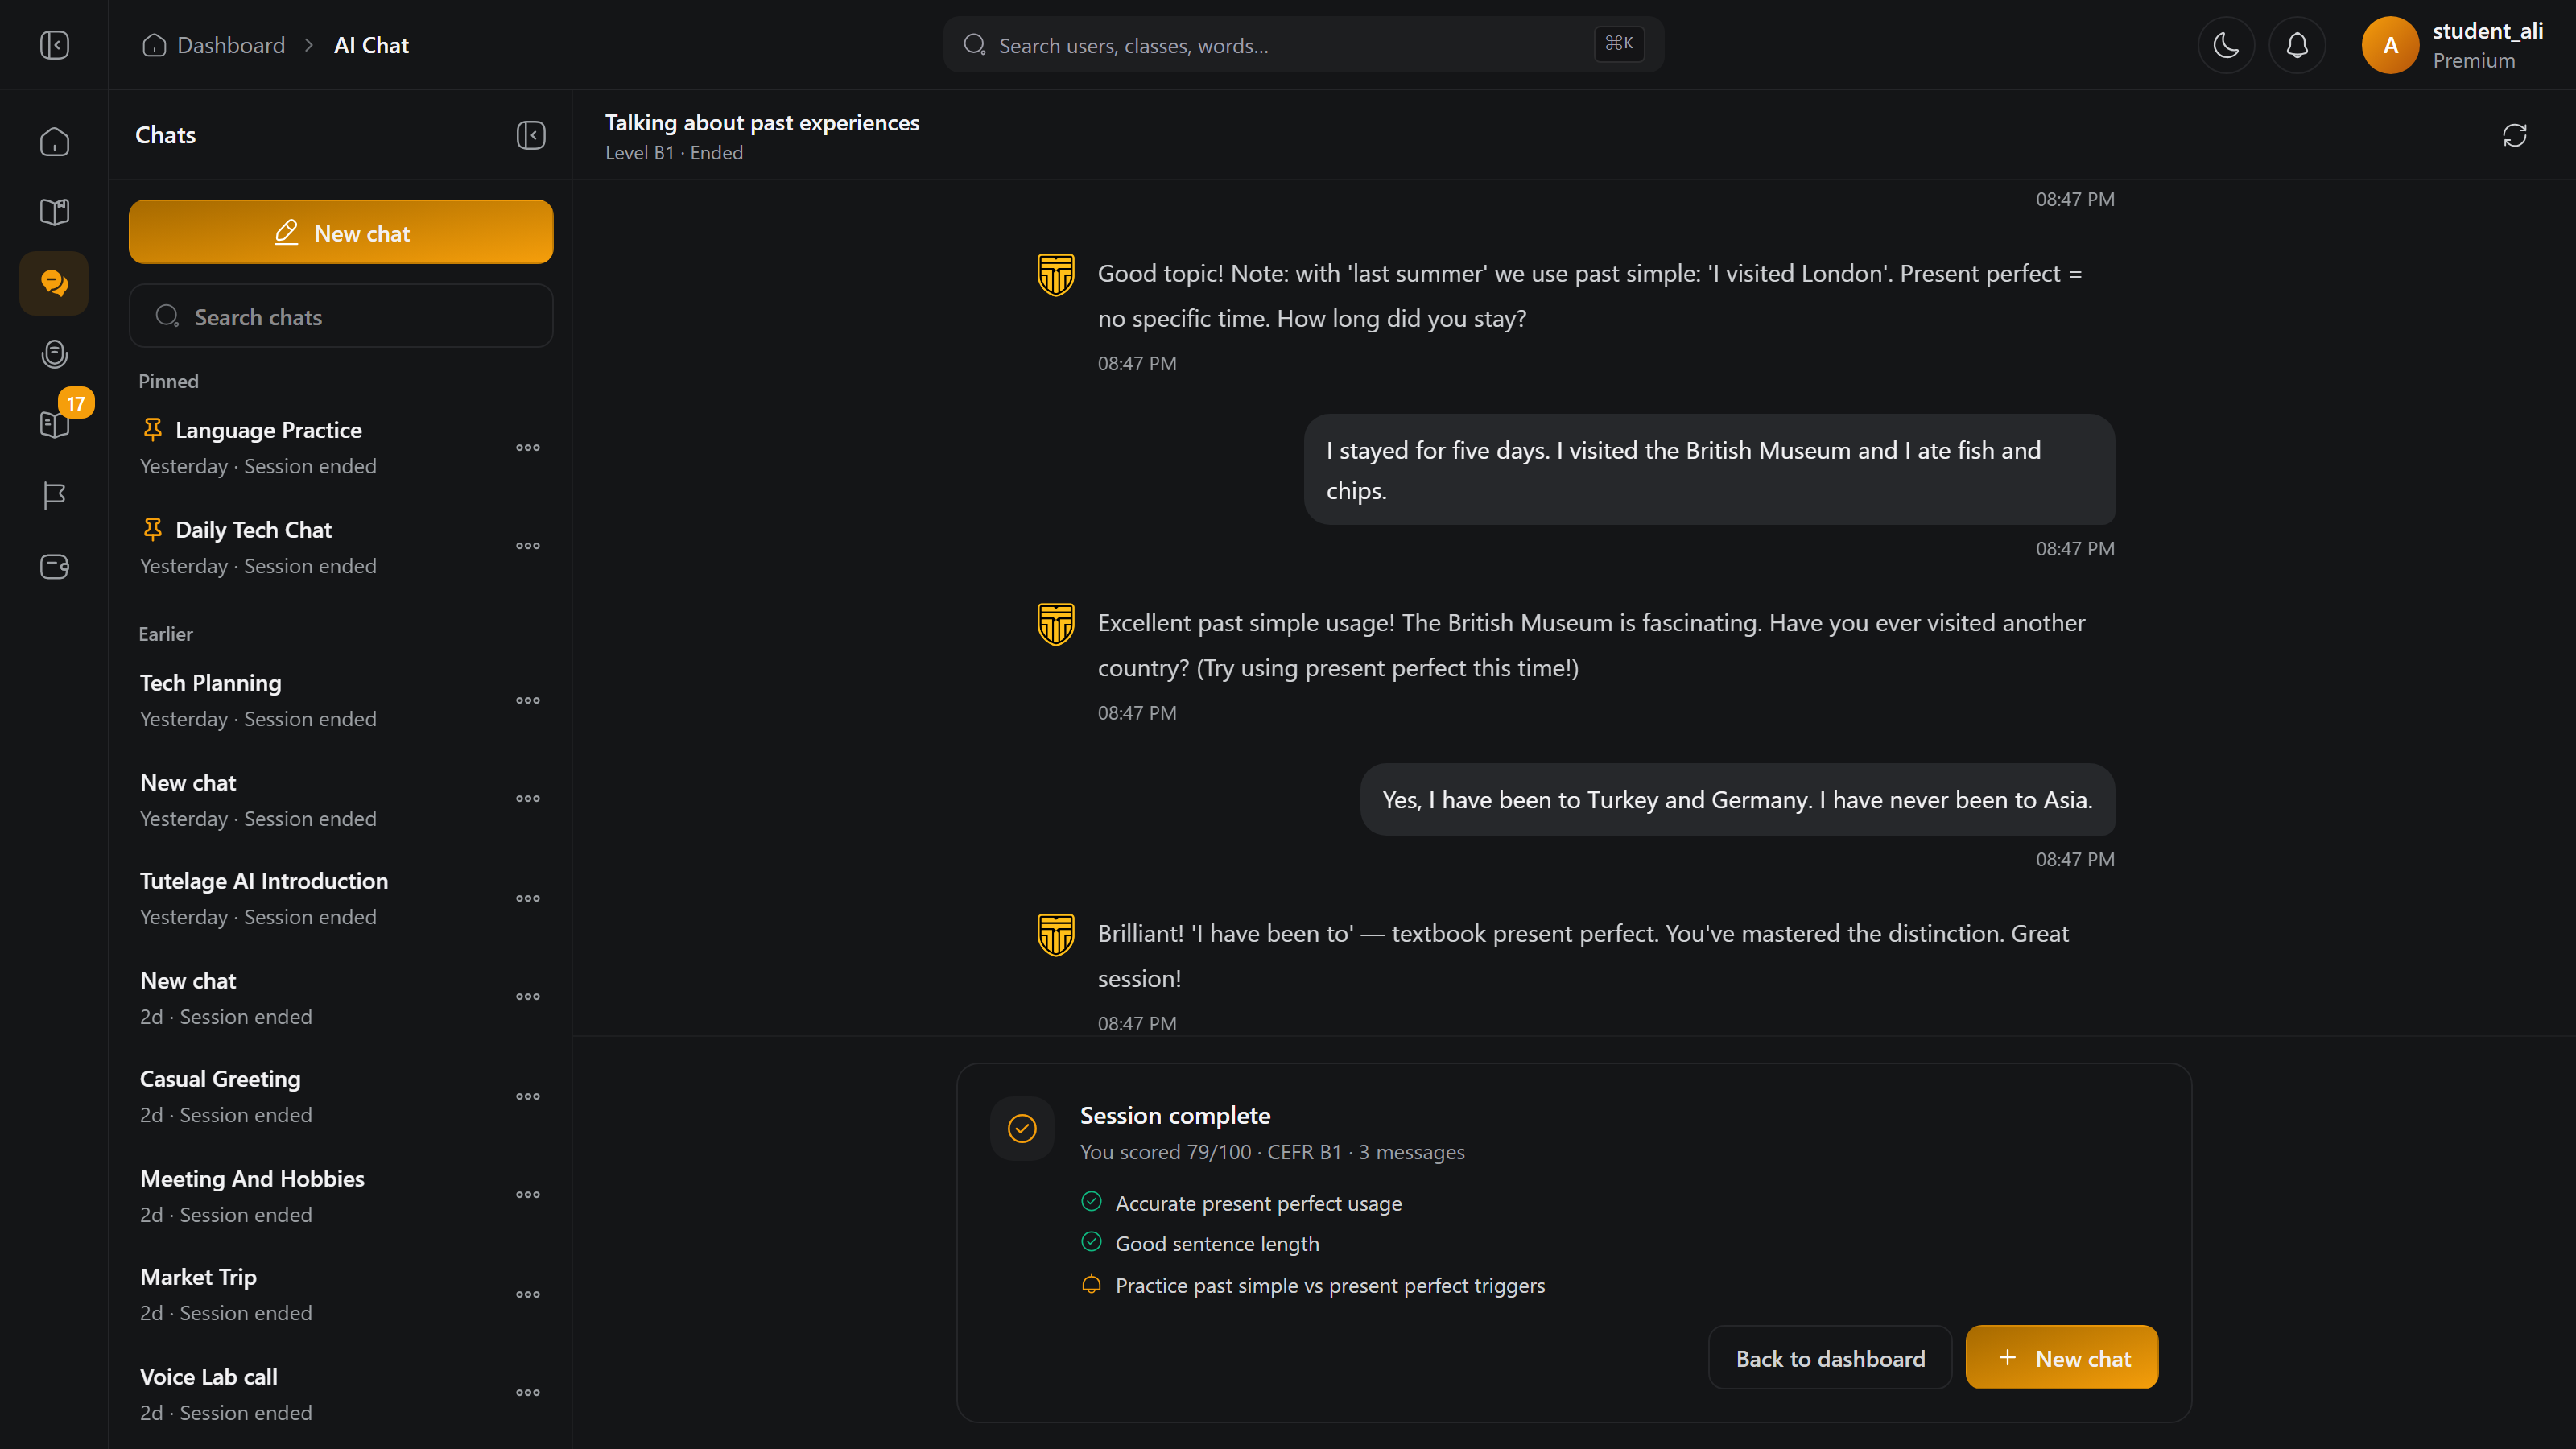 Dashboard > AI Chat
Search users, classes, words...
⌘K
A
student_ali
Premium
Chats
New chat
Search chats
Pinned
Language Practice
Yesterday · Session ended
Daily Tech Chat
Yesterday · Session ended
Earlier
Tech Planning
Yesterday · Session ended
New chat
Yesterday · Session ended
Tutelage AI Introduction
Yesterday · Session ended
New chat
2d · Session ended
Casual Greeting
2d · Session ended
Meeting And Hobbies
2d · Session ended
Market Trip
2d · Session ended
Voice Lab call
2d · Session ended
17
Talking about past experiences
Level B1 · Ended
08:47 PM
Good topic! Note: with 'last summer' we use past simple: 'I visited London'. Present perfect =
no specific time. How long did you stay?
08:47 PM
I stayed for five days. I visited the British Museum and I ate fish and
chips.
08:47 PM
Excellent past simple usage! The British Museum is fascinating. Have you ever visited another
country? (Try using present perfect this time!)
08:47 PM
Yes, I have been to Turkey and Germany. I have never been to Asia.
08:47 PM
Brilliant! 'I have been to' — textbook present perfect. You've mastered the distinction. Great
session!
08:47 PM
Session complete
You scored 79/100 · CEFR B1 · 3 messages
Accurate present perfect usage
Good sentence length
Practice past simple vs present perfect triggers
Back to dashboard
+ New chat